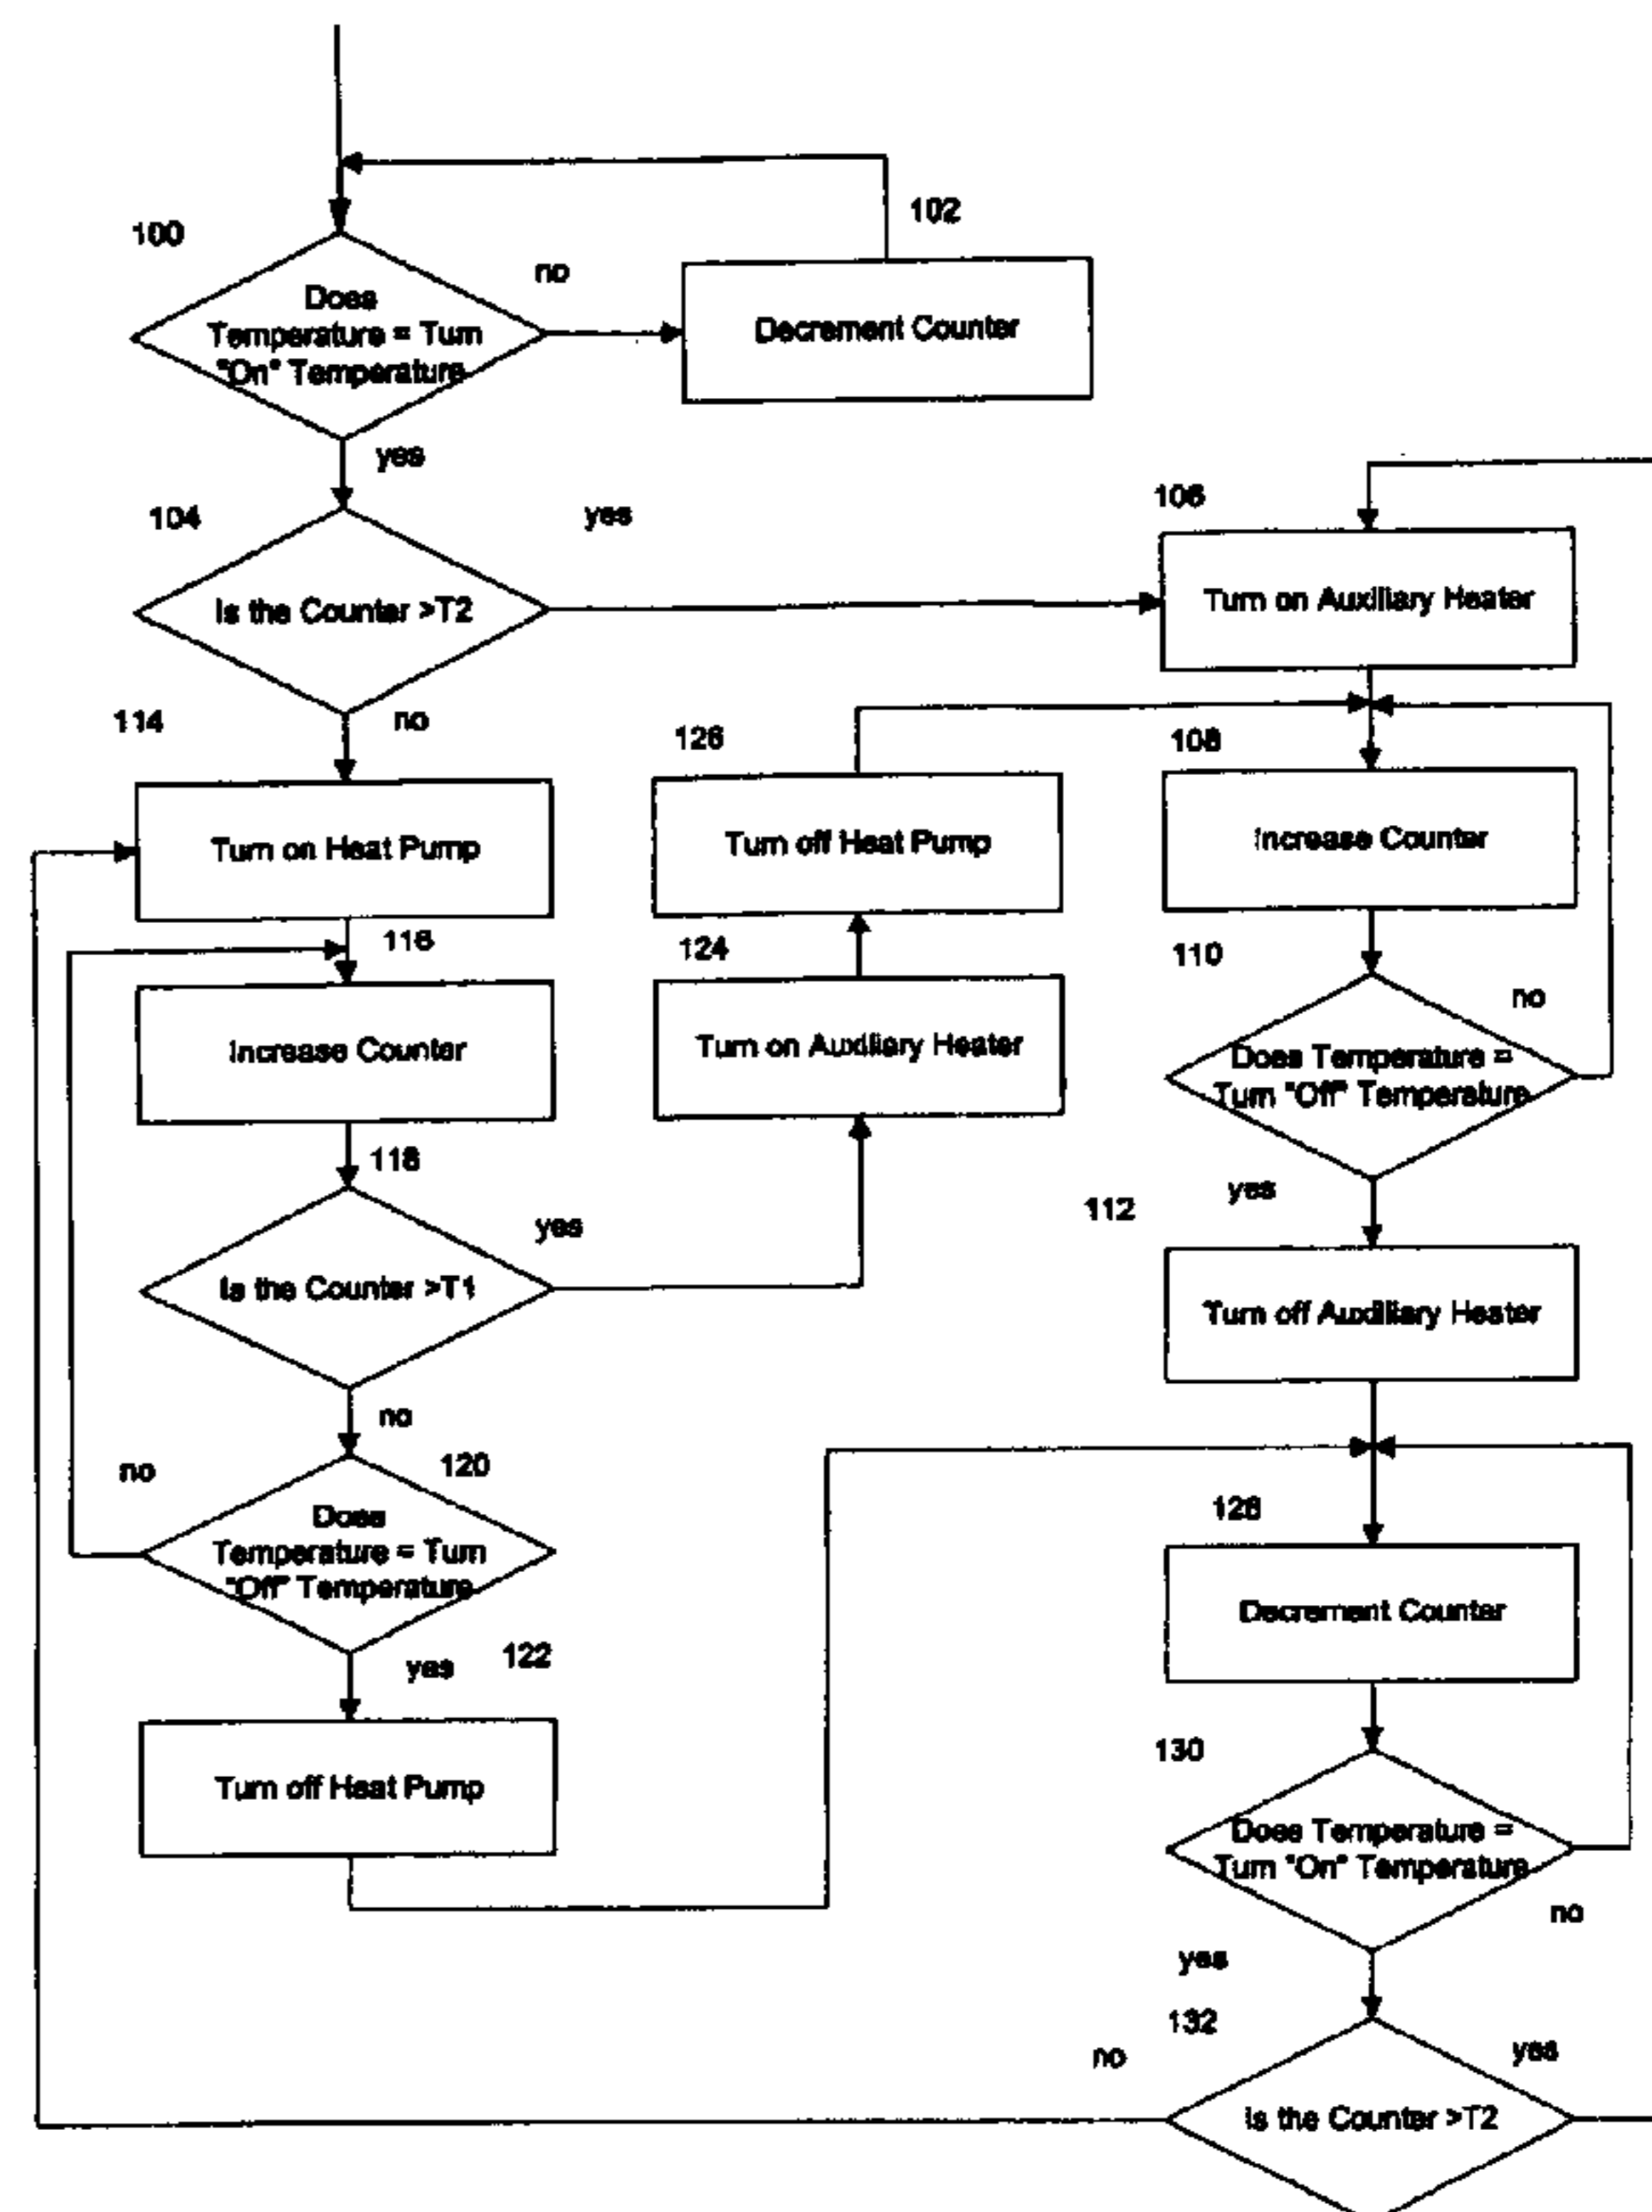 100
Does
Temperature = Turn
"On" Temperature
no
102
Decrement Counter
yes
104
Is the Counter >T2
yes
106
Turn on Auxiliary Heater
no
114
Turn on Heat Pump
126
Turn off Heat Pump
108
Increase Counter
116
Increase Counter
124
Turn on Auxiliary Heater
110
Does Temperature =
Turn "Off" Temperature
no
118
Is the Counter >T1
yes
yes
112
Turn off Auxiliary Heater
no
120
no
Does
Temperature = Turn
"Off" Temperature
128
Decrement Counter
yes
122
Turn off Heat Pump
130
Does Temperature =
Turn "On" Temperature
no
yes
132
no
Is the Counter >T2
yes